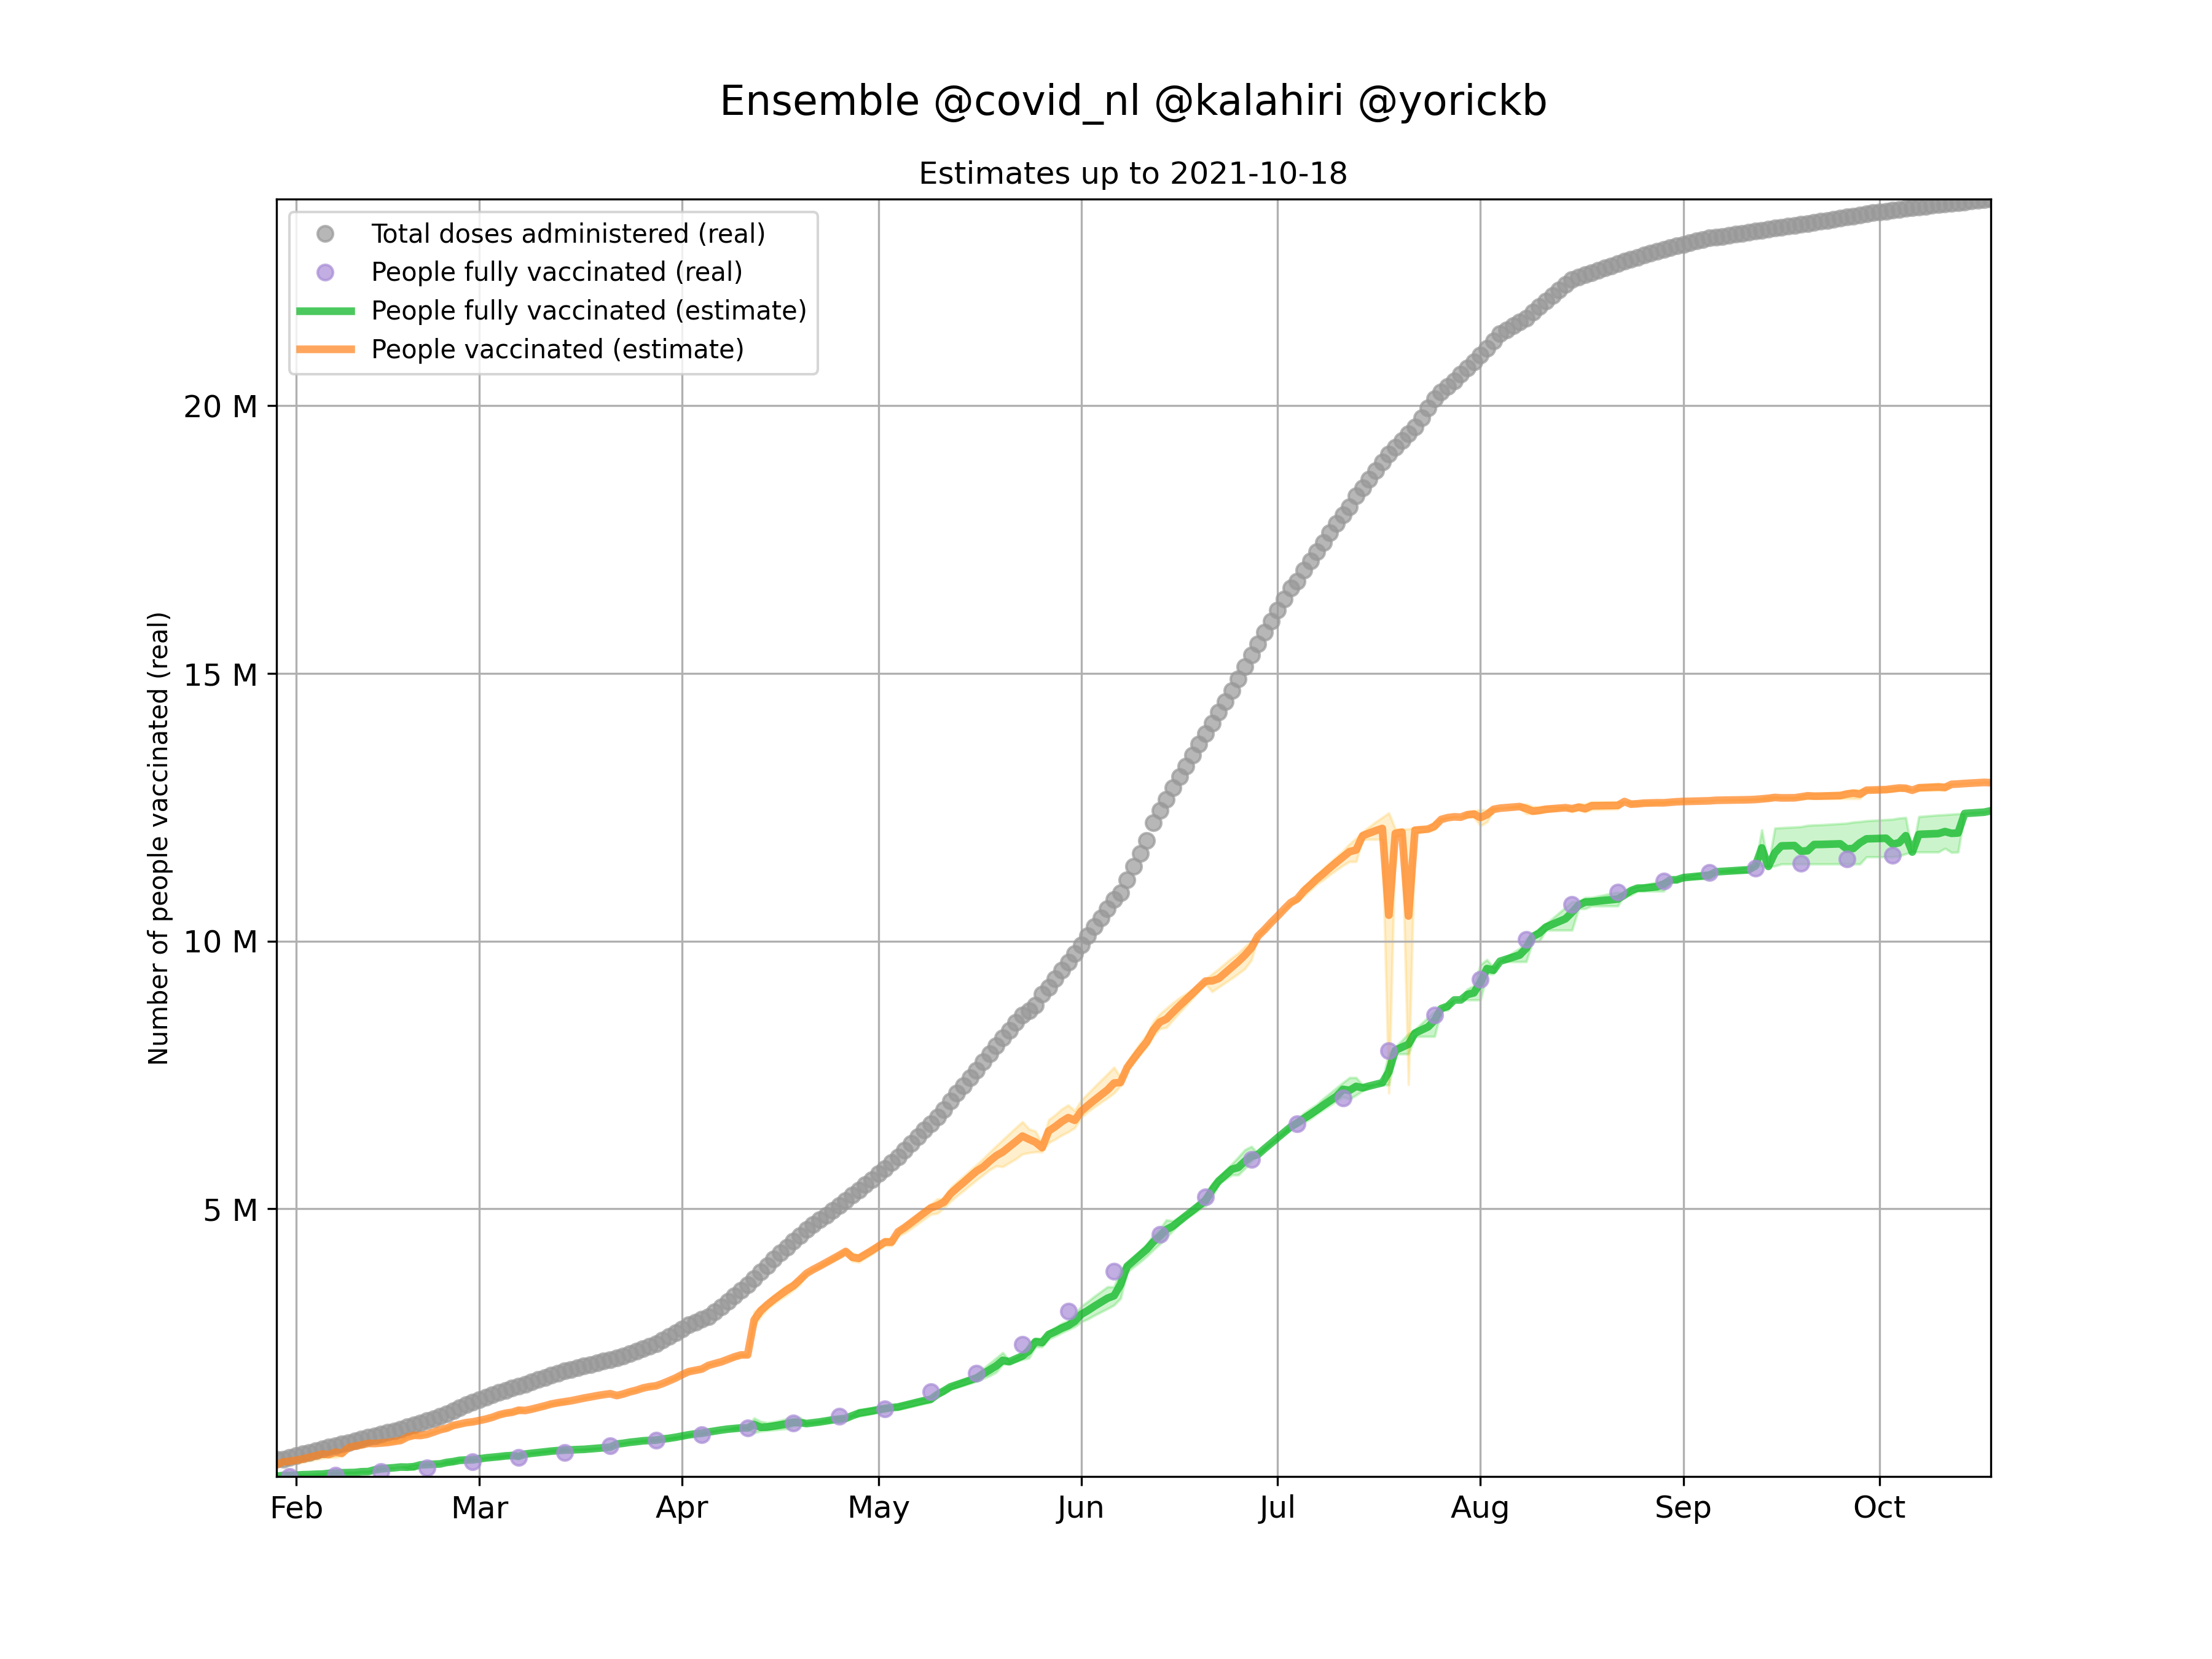 Ensemble @covid_nl @kalahiri @yorickb
Estimates up to 2021-10-18
Total doses administered (real)
People fully vaccinated (real)
People fully vaccinated (estimate)
People vaccinated (estimate)
20 M
15 M
10 M
5 M
Number of people vaccinated (real)
Feb Mar Apr May Jun Jul Aug Sep Oct